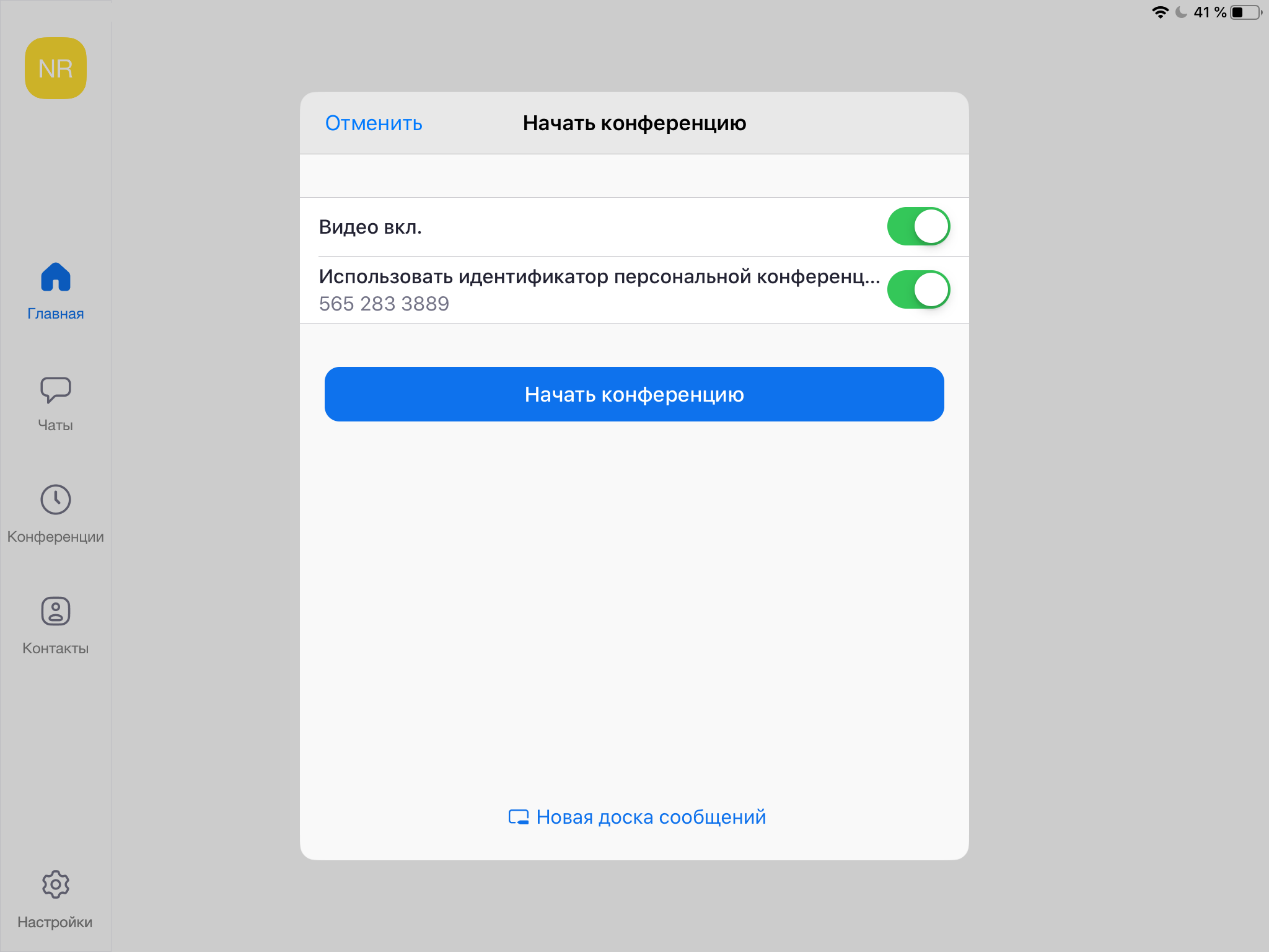 41 %
NR
Отменить
Начать конференцию
Видео вкл.
Использовать идентификатор персональной конференц...
565 283 3889
Начать конференцию
Новая доска сообщений
Главная
Чаты
Конференции
Контакты
Настройки